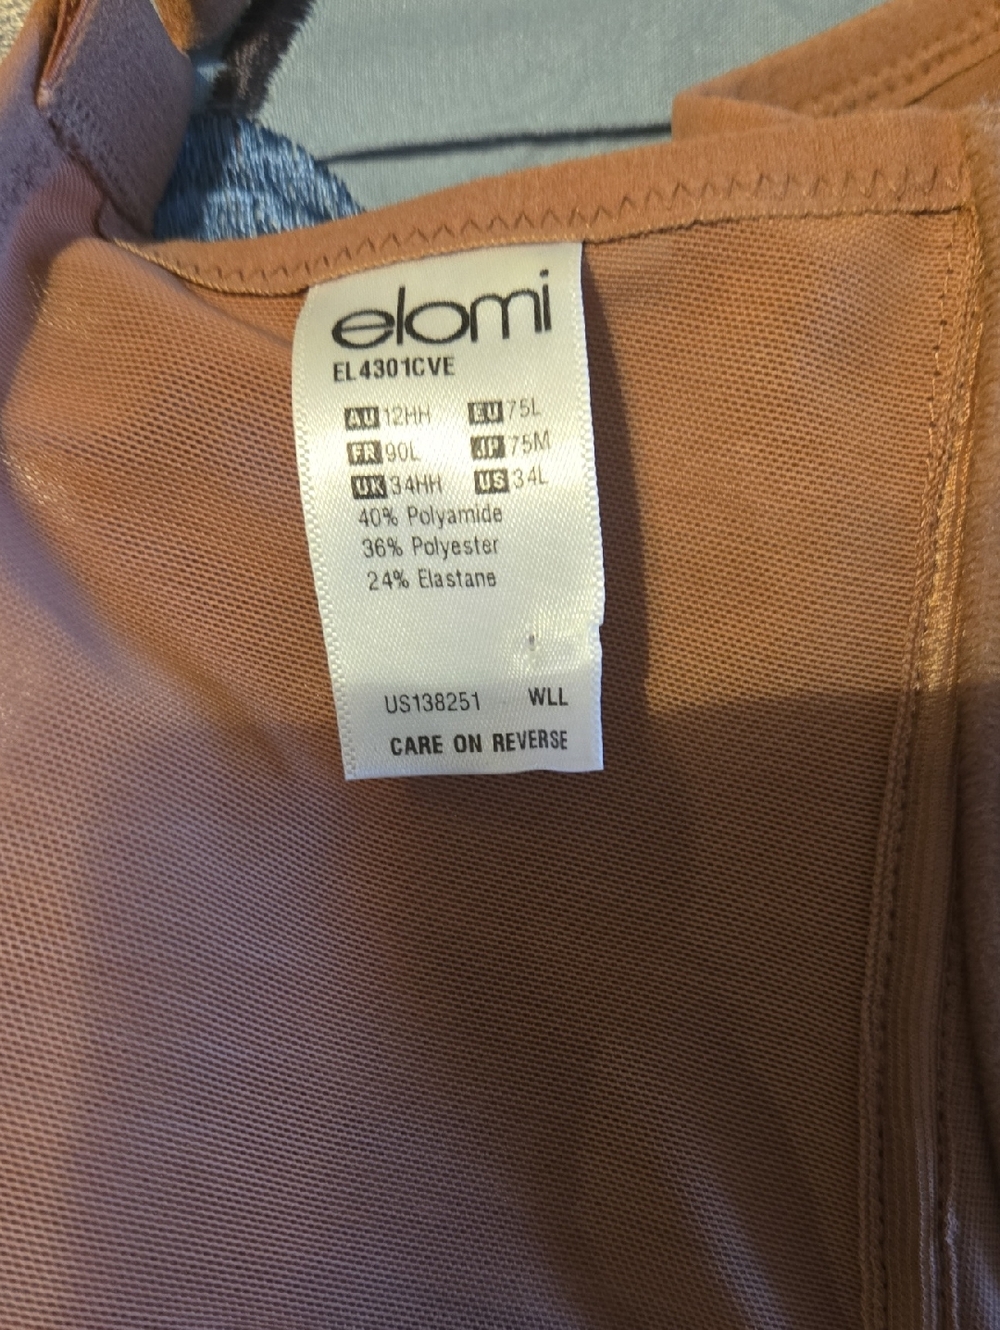 elomi
EL4301CVE
AU 12HH EU 75L
FR 90L JP 75M
UK 34HH US 34L
40% Polyamide
36% Polyester
24% Elastane
US138251 WLL
CARE ON REVERSE